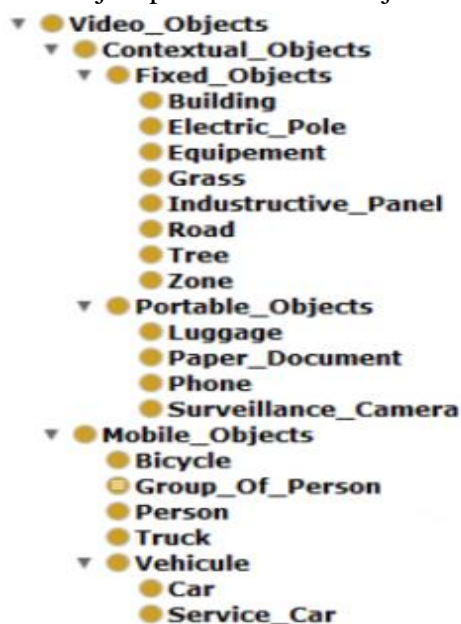 Video_Objects
Contextual_Objects
Fixed_Objects
Building
Electric_Pole
Equipement
Grass
Industructive_Panel
Road
Tree
Zone
Portable_Objects
Luggage
Paper_Document
Phone
Surveillance_Camera
Mobile_Objects
Bicycle
Group_Of_Person
Person
Truck
Vehicule
Car
Service_Car